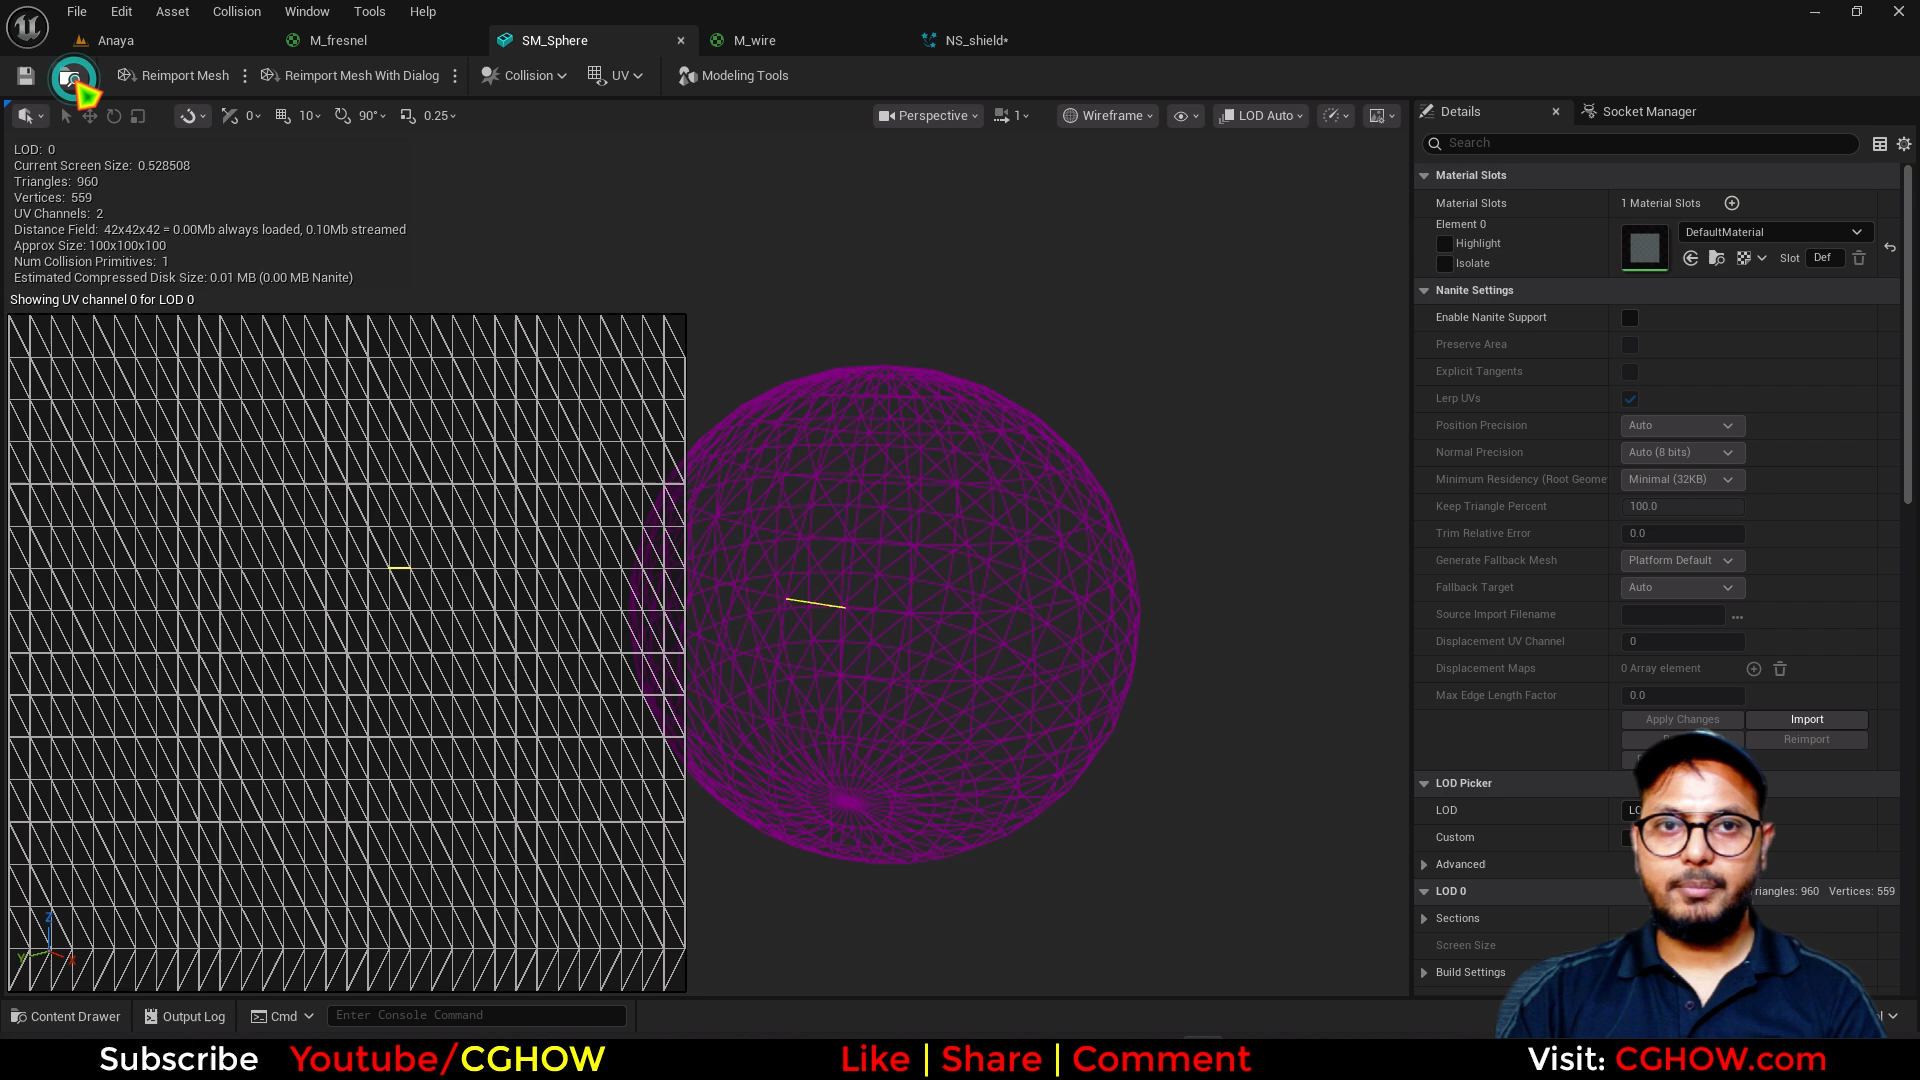 File Edit Asset Collision Window Tools Help
Anaya M_fresnel SM_Sphere M_wire NS_shield*
Reimport Mesh Reimport Mesh With Dialog Collision UV Modeling Tools
0 10 90° 0.25 Perspective 1 Wireframe LOD Auto
Details Socket Manager
Search
LOD: 0
Current Screen Size: 0.528508
Triangles: 960
Vertices: 559
UV Channels: 2
Distance Field: 42x42x42 = 0.00Mb always loaded, 0.10Mb streamed
Approx Size: 100x100x100
Num Collision Primitives: 1
Estimated Compressed Disk Size: 0.01 MB (0.00 MB Nanite)
Showing UV channel 0 for LOD 0
Z
Y X
Material Slots
Material Slots 1 Material Slots
Element 0
Highlight
Isolate
DefaultMaterial
Slot Def
Nanite Settings
Enable Nanite Support
Preserve Area
Explicit Tangents
Lerp UVs
Position Precision Auto
Normal Precision Auto (8 bits)
Minimum Residency (Root Geome Minimal (32KB)
Keep Triangle Percent 100.0
Trim Relative Error 0.0
Generate Fallback Mesh Platform Default
Fallback Target Auto
Source Import Filename ...
Displacement UV Channel 0
Displacement Maps 0 Array element
Max Edge Length Factor 0.0
Apply Changes Import
Reimport
LOD Picker
LOD
Custom
Advanced
LOD 0 riangles: 960 Vertices: 559
Sections
Screen Size
Build Settings
Content Drawer Output Log Cmd Enter Console Command
Subscribe Youtube/CGHOW Like | Share | Comment Visit: CGHOW.com